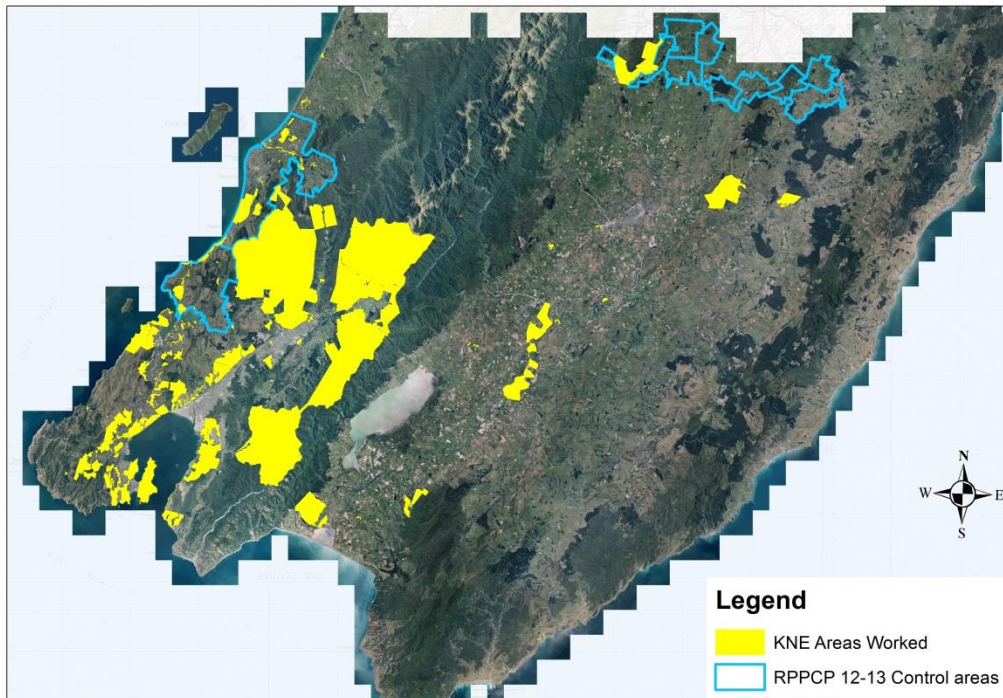 N
W E
S
Legend
KNE Areas Worked
RPPCP 12-13 Control areas